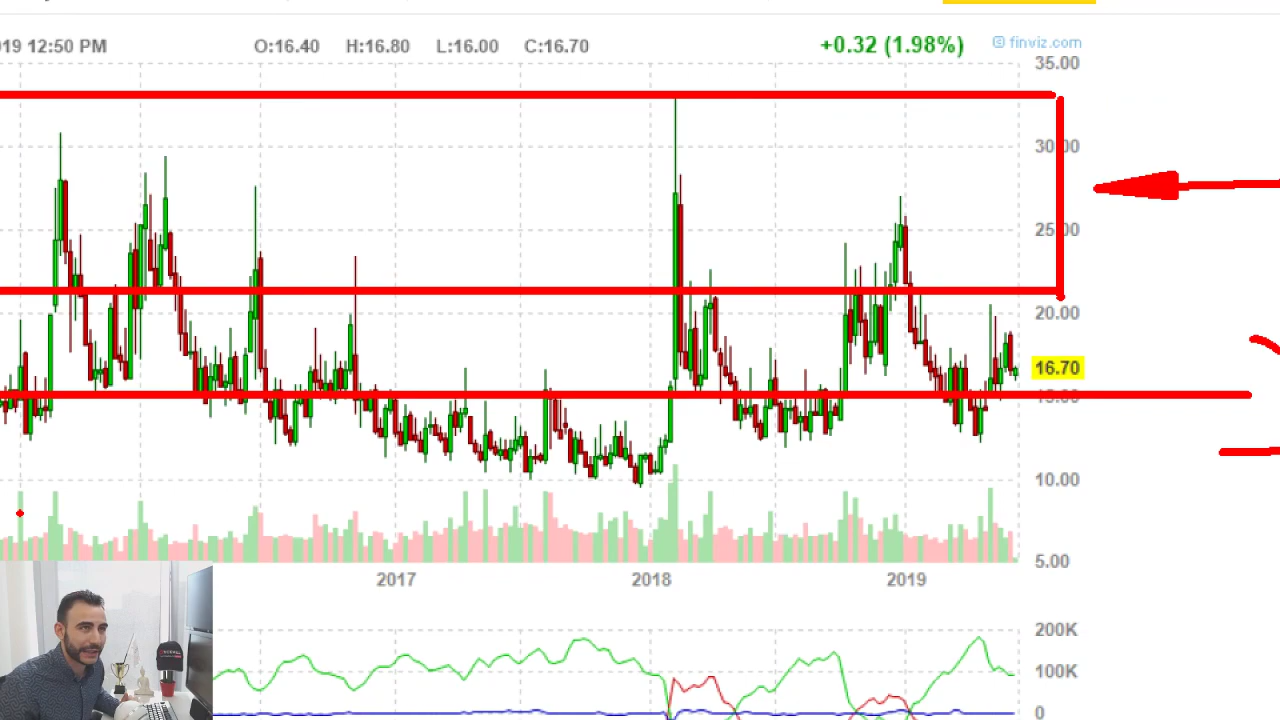 19 12:50 PM O:16.40 H:16.80 L:16.00 C:16.70 +0.32 (1.98%) © finviz.com
35.00
30.00
25.00
20.00
16.70
15.00
10.00
5.00
2017 2018 2019
200K
100K
0